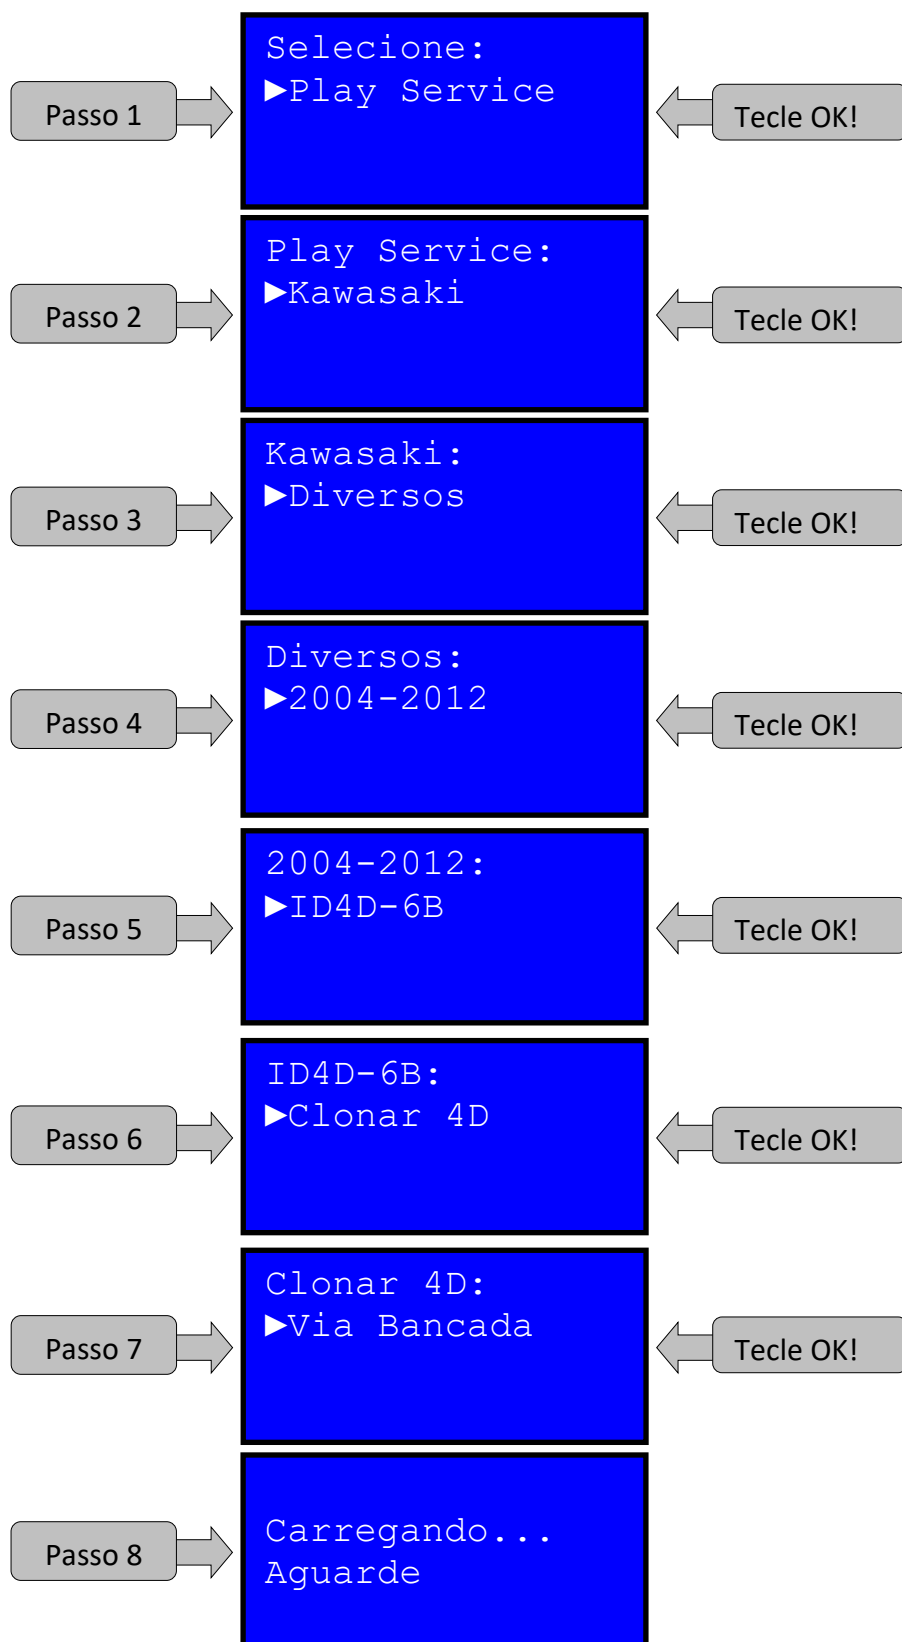 Passo 1
Selecione:
►Play Service
Tecle OK!
Passo 2
Play Service:
►Kawasaki
Tecle OK!
Passo 3
Kawasaki:
►Diversos
Tecle OK!
Passo 4
Diversos:
►2004-2012
Tecle OK!
Passo 5
2004-2012:
►ID4D-6B
Tecle OK!
Passo 6
ID4D-6B:
►Clonar 4D
Tecle OK!
Passo 7
Clonar 4D:
►Via Bancada
Tecle OK!
Passo 8
Carregando...
Aguarde